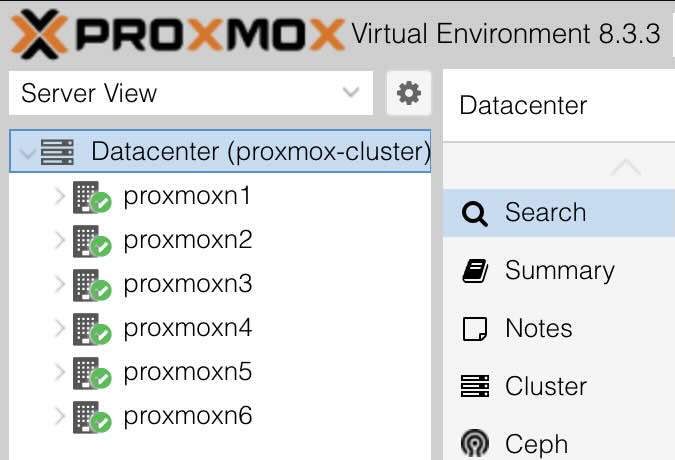 PROXMOX Virtual Environment 8.3.3
Server View
Datacenter
Datacenter (proxmox-cluster)
proxmoxn1
proxmoxn2
proxmoxn3
proxmoxn4
proxmoxn5
proxmoxn6
Search
Summary
Notes
Cluster
Ceph